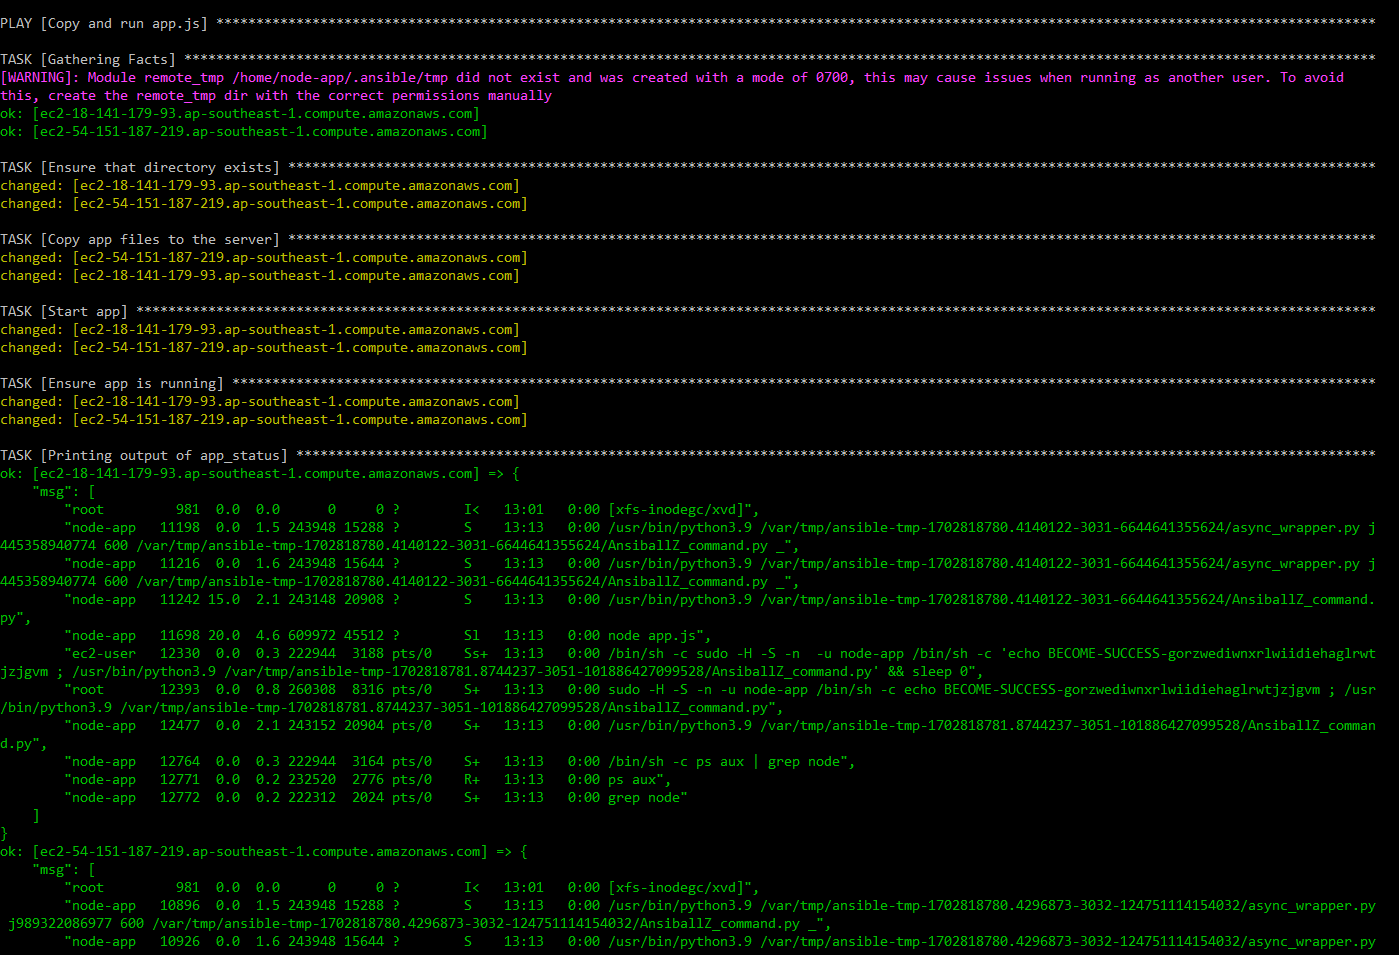 PLAY [Copy and run app.js] *************************************************************************************************************************************************
TASK [Gathering Facts] *****************************************************************************************************************************************************
[WARNING]: Module remote_tmp /home/node-app/.ansible/tmp did not exist and was created with a mode of 0700, this may cause issues when running as another user. To avoid
this, create the remote_tmp dir with the correct permissions manually
ok: [ec2-18-141-179-93.ap-southeast-1.compute.amazonaws.com]
ok: [ec2-54-151-187-219.ap-southeast-1.compute.amazonaws.com]
TASK [Ensure that directory exists] ****************************************************************************************************************************************
changed: [ec2-18-141-179-93.ap-southeast-1.compute.amazonaws.com]
changed: [ec2-54-151-187-219.ap-southeast-1.compute.amazonaws.com]
TASK [Copy app files to the server] ****************************************************************************************************************************************
changed: [ec2-54-151-187-219.ap-southeast-1.compute.amazonaws.com]
changed: [ec2-18-141-179-93.ap-southeast-1.compute.amazonaws.com]
TASK [Start app] ***********************************************************************************************************************************************************
changed: [ec2-18-141-179-93.ap-southeast-1.compute.amazonaws.com]
changed: [ec2-54-151-187-219.ap-southeast-1.compute.amazonaws.com]
TASK [Ensure app is running] ***********************************************************************************************************************************************
changed: [ec2-18-141-179-93.ap-southeast-1.compute.amazonaws.com]
changed: [ec2-54-151-187-219.ap-southeast-1.compute.amazonaws.com]
TASK [Printing output of app_status] ***************************************************************************************************************************************
ok: [ec2-18-141-179-93.ap-southeast-1.compute.amazonaws.com] => {
    "msg": [
        "root         981  0.0  0.0      0     0 ?        I<   13:01   0:00 [xfs-inodegc/xvd]",
        "node-app   11198  0.0  1.5 243948 15288 ?        S    13:13   0:00 /usr/bin/python3.9 /var/tmp/ansible-tmp-1702818780.4140122-3031-6644641355624/async_wrapper.py j
445358940774 600 /var/tmp/ansible-tmp-1702818780.4140122-3031-6644641355624/AnsiballZ_command.py _",
        "node-app   11216  0.0  1.6 243948 15644 ?        S    13:13   0:00 /usr/bin/python3.9 /var/tmp/ansible-tmp-1702818780.4140122-3031-6644641355624/async_wrapper.py j
445358940774 600 /var/tmp/ansible-tmp-1702818780.4140122-3031-6644641355624/AnsiballZ_command.py _",
        "node-app   11242 15.0  2.1 243148 20908 ?        S    13:13   0:00 /usr/bin/python3.9 /var/tmp/ansible-tmp-1702818780.4140122-3031-6644641355624/AnsiballZ_command.
py",
        "node-app   11698 20.0  4.6 609972 45512 ?        Sl   13:13   0:00 node app.js",
        "ec2-user   12330  0.0  0.3 222944  3188 pts/0    Ss+  13:13   0:00 /bin/sh -c sudo -H -S -n  -u node-app /bin/sh -c 'echo BECOME-SUCCESS-gorzwediwnxrlwiidiehaglrwt
jzjgvm ; /usr/bin/python3.9 /var/tmp/ansible-tmp-1702818781.8744237-3051-101886427099528/AnsiballZ_command.py' && sleep 0",
        "root       12393  0.0  0.8 260308  8316 pts/0    S+   13:13   0:00 sudo -H -S -n -u node-app /bin/sh -c echo BECOME-SUCCESS-gorzwediwnxrlwiidiehaglrwtjzjgvm ; /usr
/bin/python3.9 /var/tmp/ansible-tmp-1702818781.8744237-3051-101886427099528/AnsiballZ_command.py",
        "node-app   12477  0.0  2.1 243152 20904 pts/0    S+   13:13   0:00 /usr/bin/python3.9 /var/tmp/ansible-tmp-1702818781.8744237-3051-101886427099528/AnsiballZ_comman
d.py",
        "node-app   12764  0.0  0.3 222944  3164 pts/0    S+   13:13   0:00 /bin/sh -c ps aux | grep node",
        "node-app   12771  0.0  0.2 232520  2776 pts/0    R+   13:13   0:00 ps aux",
        "node-app   12772  0.0  0.2 222312  2024 pts/0    S+   13:13   0:00 grep node"
    ]
}
ok: [ec2-54-151-187-219.ap-southeast-1.compute.amazonaws.com] => {
    "msg": [
        "root         981  0.0  0.0      0     0 ?        I<   13:01   0:00 [xfs-inodegc/xvd]",
        "node-app   10896  0.0  1.5 243948 15288 ?        S    13:13   0:00 /usr/bin/python3.9 /var/tmp/ansible-tmp-1702818780.4296873-3032-124751114154032/async_wrapper.py
 j989322086977 600 /var/tmp/ansible-tmp-1702818780.4296873-3032-124751114154032/AnsiballZ_command.py _",
        "node-app   10926  0.0  1.6 243948 15644 ?        S    13:13   0:00 /usr/bin/python3.9 /var/tmp/ansible-tmp-1702818780.4296873-3032-124751114154032/async_wrapper.py